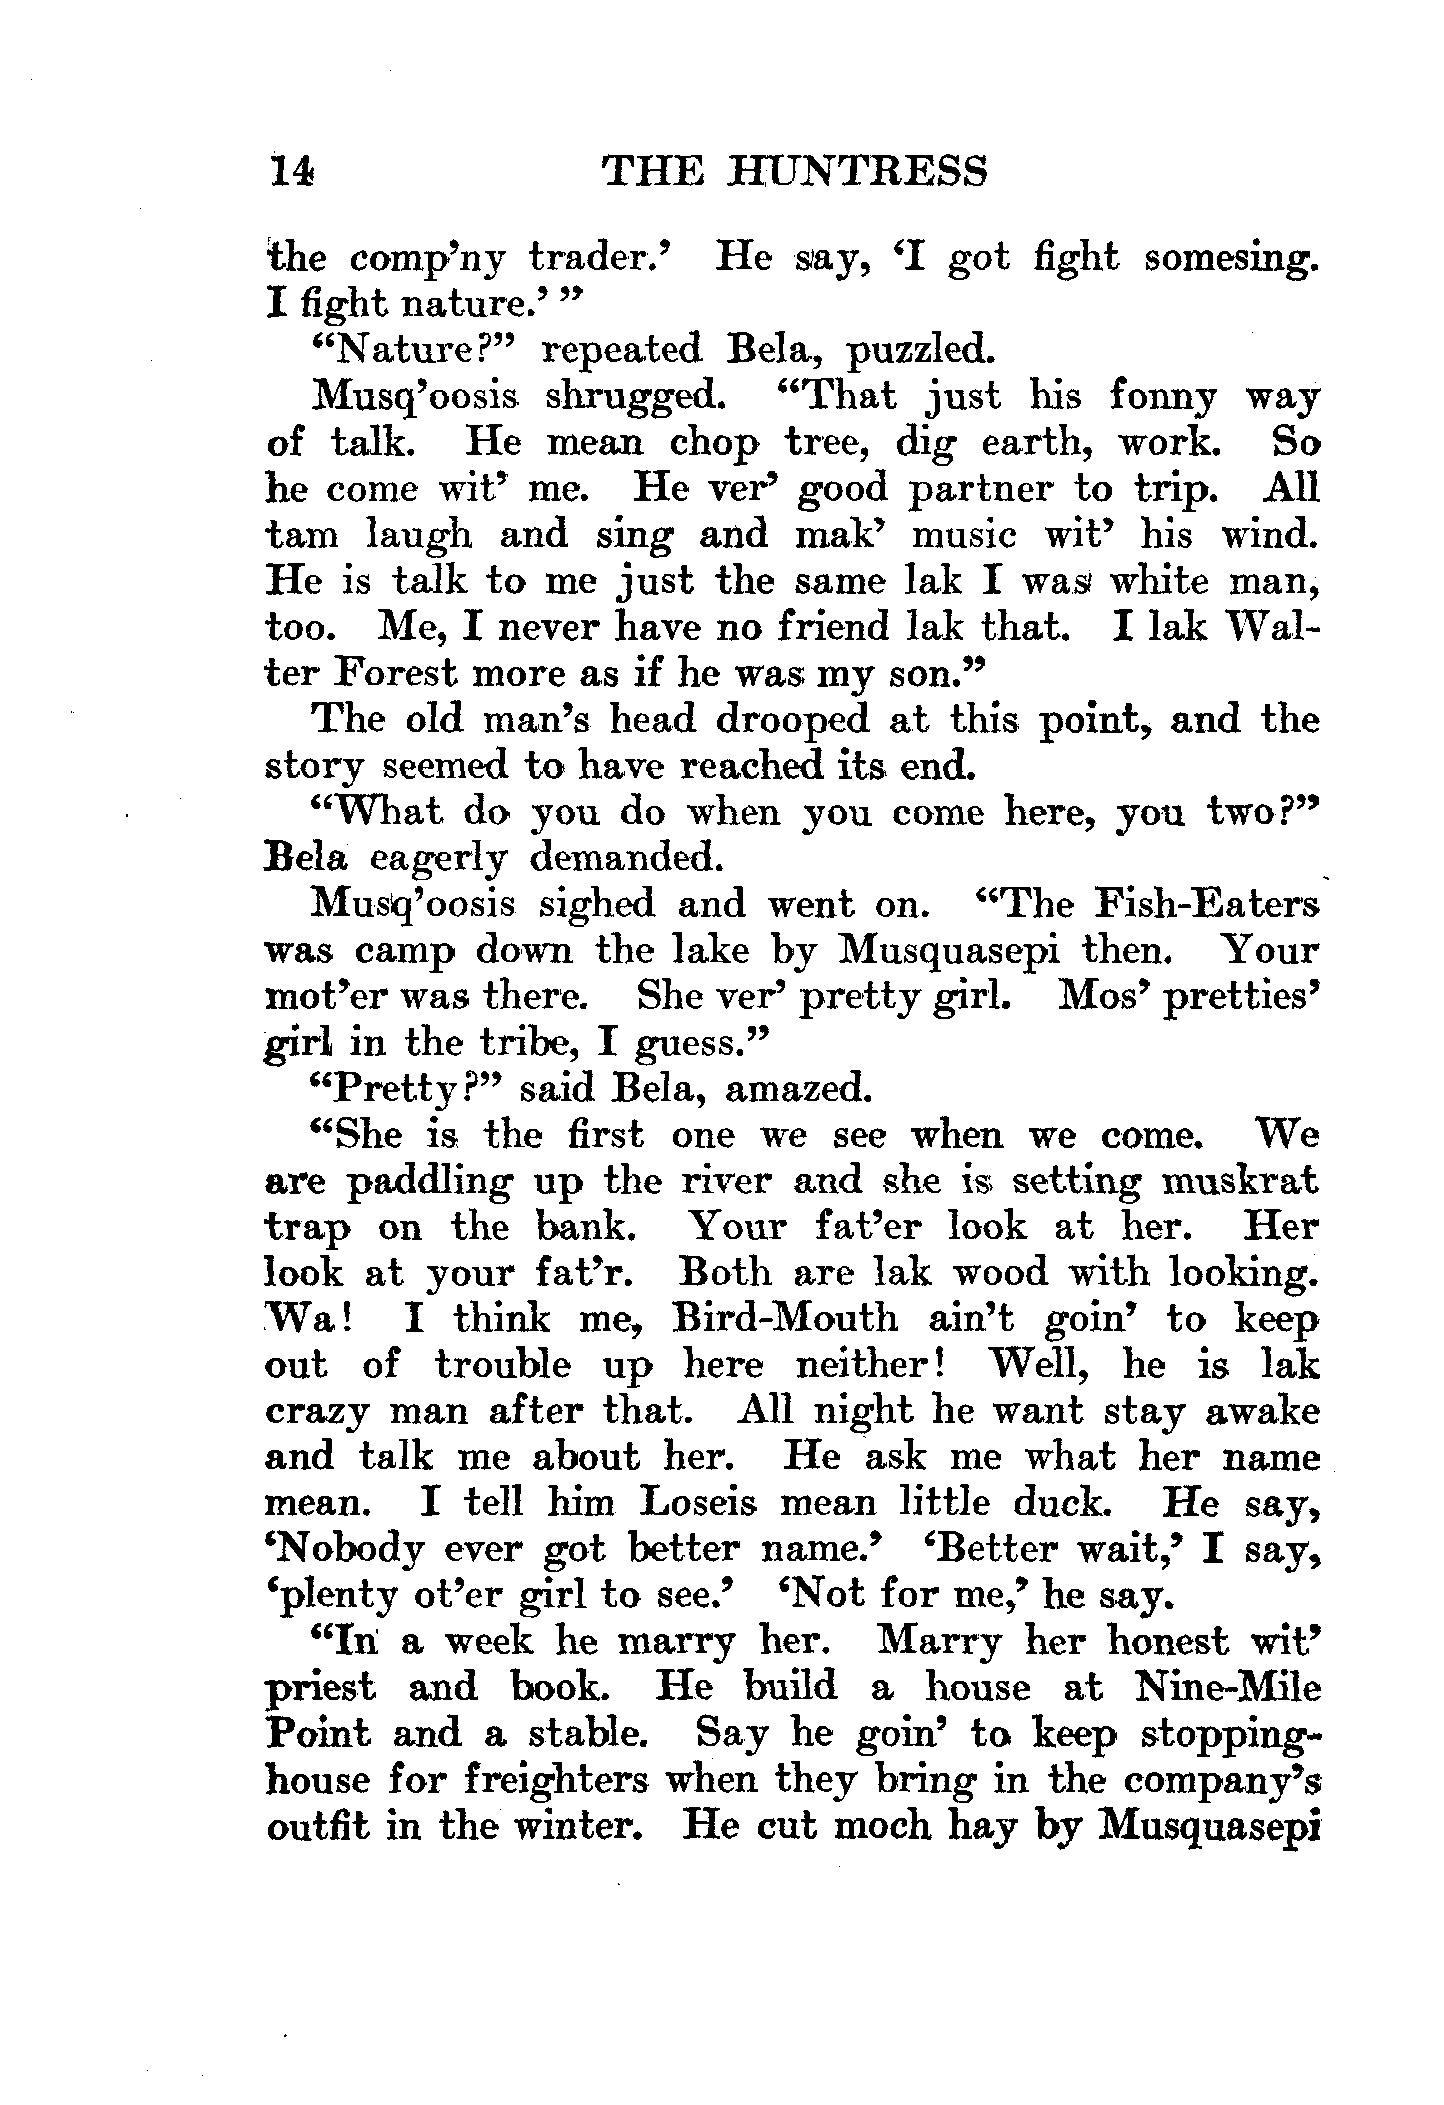 14 THE HUNTRESS
the comp’ny trader.’ He say, ‘I got fight somesing.
I fight nature.’ ”
“Nature?” repeated Bela, puzzled.
Musq’oosis shrugged. “That just his fonny way
of talk. He mean chop tree, dig earth, work. So
he come wit’ me. He ver’ good partner to trip. All
tam laugh and sing and mak’ music wit’ his wind.
He is talk to me just the same lak I was white man,
too. Me, I never have no friend lak that. I lak Wal-
ter Forest more as if he was my son.”
The old man’s head drooped at this point, and the
story seemed to have reached its end.
“What do you do when you come here, you two?”
Bela eagerly demanded.
Musq’oosis sighed and went on. “The Fish-Eaters
was camp down the lake by Musquasepi then. Your
mot’er was there. She ver’ pretty girl. Mos’ pretties’
girl in the tribe, I guess.”
“Pretty?” said Bela, amazed.
“She is the first one we see when we come. We
are paddling up the river and she is setting muskrat
trap on the bank. Your fat’er look at her. Her
look at your fat’r. Both are lak wood with looking.
Wa! I think me, Bird-Mouth ain’t goin’ to keep
out of trouble up here neither! Well, he is lak
crazy man after that. All night he want stay awake
and talk me about her. He ask me what her name
mean. I tell him Loseis mean little duck. He say,
‘Nobody ever got better name.’ ‘Better wait,’ I say,
‘plenty ot’er girl to see.’ ‘Not for me,’ he say.
“In a week he marry her. Marry her honest wit’
priest and book. He build a house at Nine-Mile
Point and a stable. Say he goin’ to keep stopping-
house for freighters when they bring in the company’s
outfit in the winter. He cut moch hay by Musquasepi